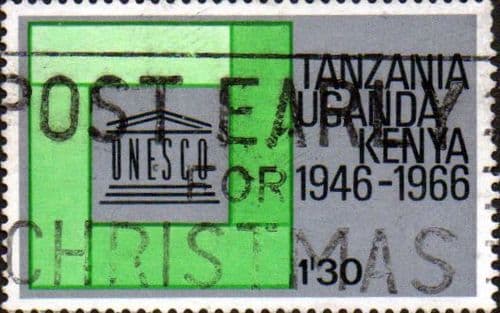 TANZANIA
UGANDA
KENYA
1946-1966
1'30
UNESCO
POST EARLY
FOR
CHRISTMAS